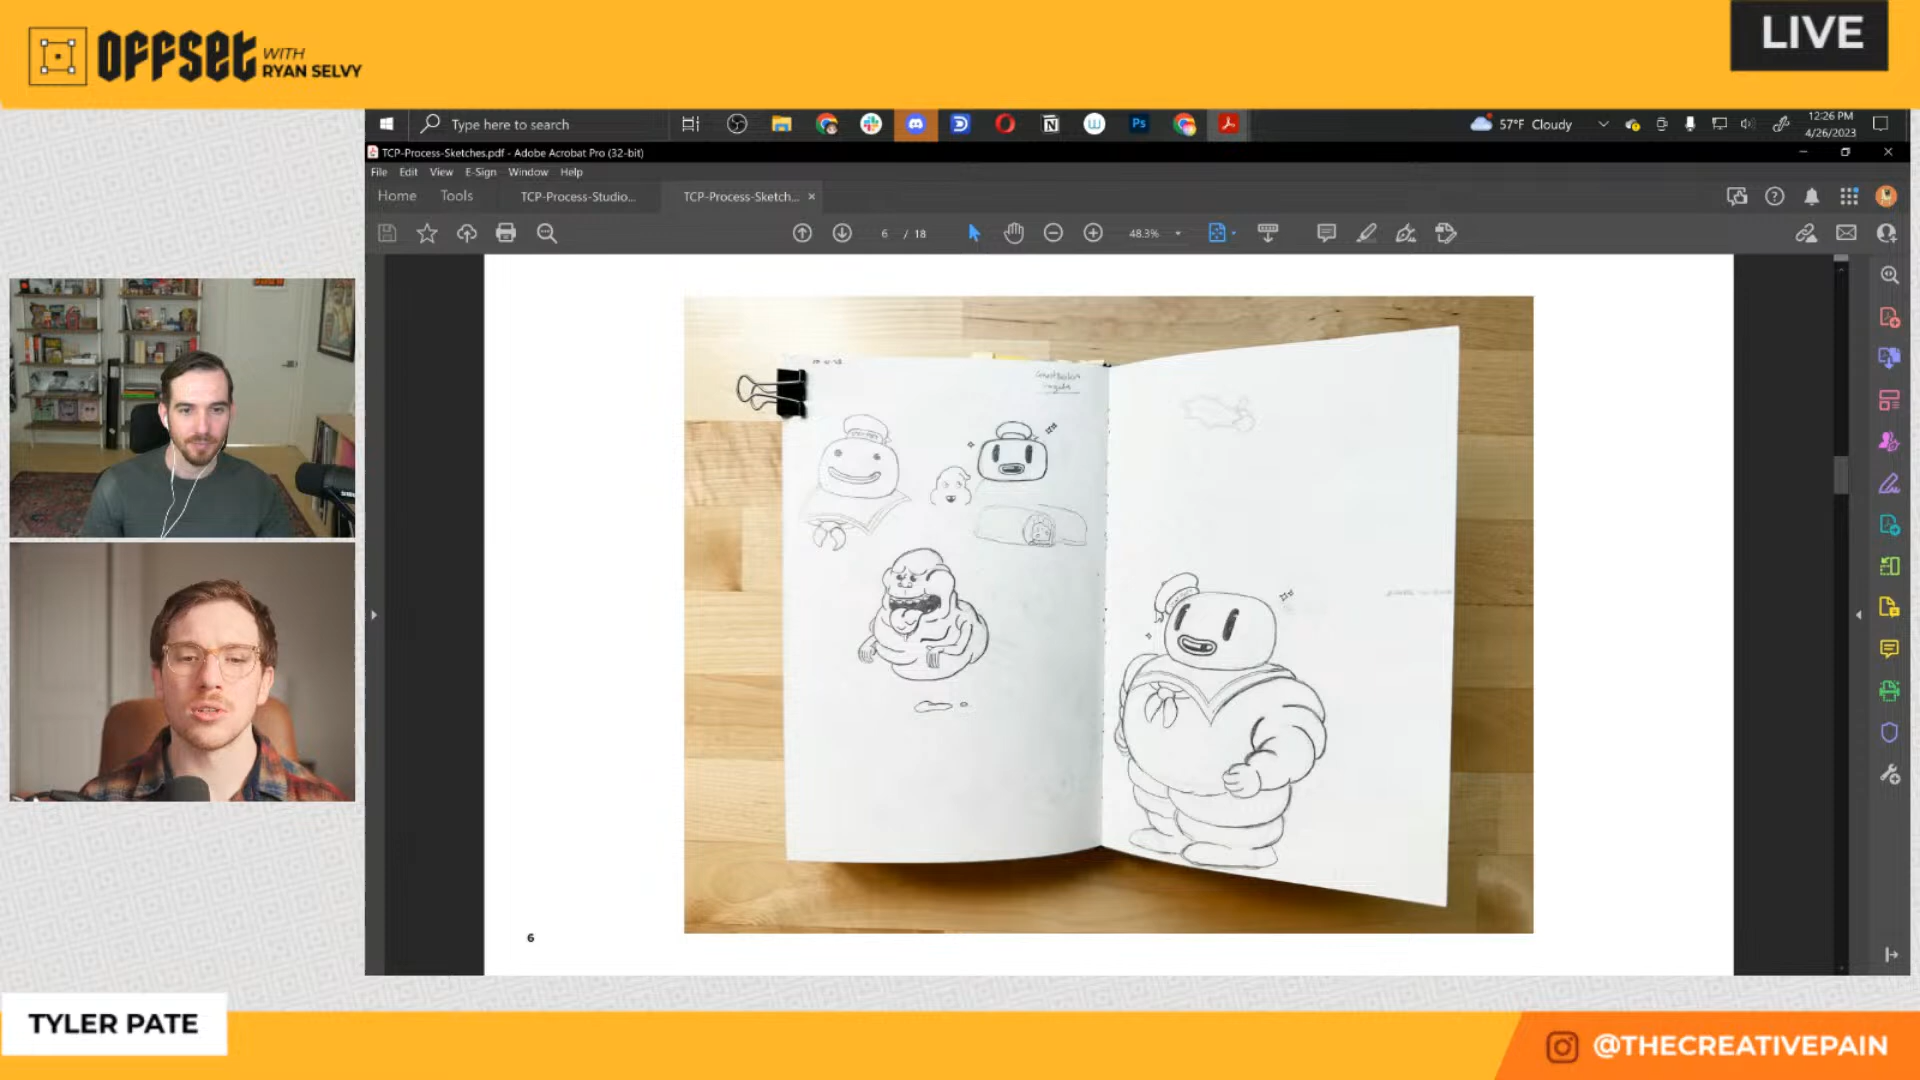 OFFSET WITH
RYAN SELVY
LIVE
Type here to search
Ps
57°F Cloudy
12:26 PM
4/26/2023
TCP-Process-Sketches.pdf - Adobe Acrobat Pro (32-bit)
File Edit View E-Sign Window Help
Home Tools TCP-Process-Studio... TCP-Process-Sketch... ×
6 / 18
48.3%
6
TYLER PATE
@THECREATIVEPAIN